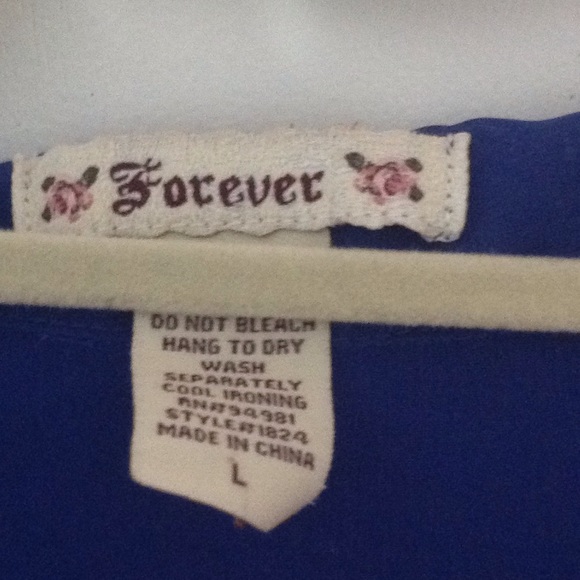 Forever
DO NOT BLEACH
HANG TO DRY
WASH
SEPARATELY
COOL IRONING
RN#94981
STYLE#1824
MADE IN CHINA
L